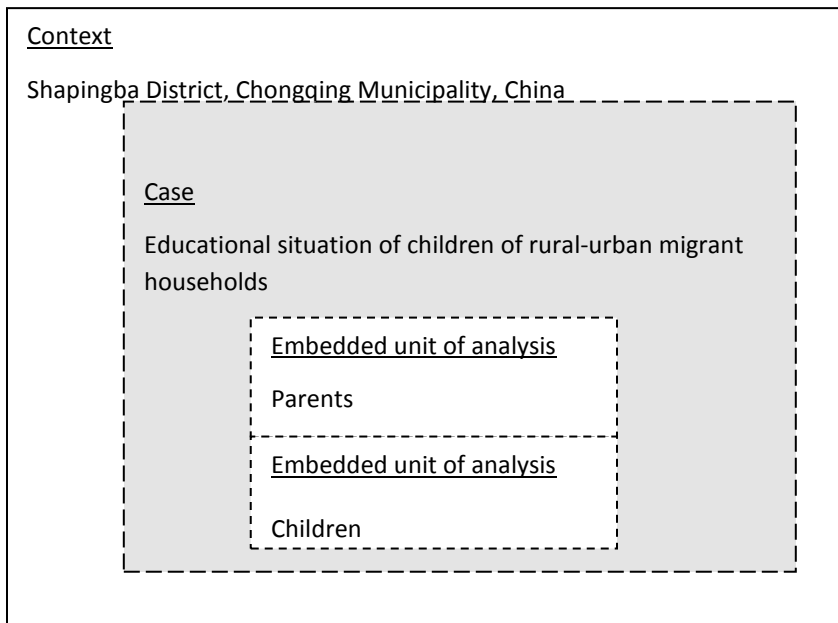 Context
Shapingba District, Chongqing Municipality, China
Case
Educational situation of children of rural-urban migrant
households
Embedded unit of analysis
Parents
Embedded unit of analysis
Children